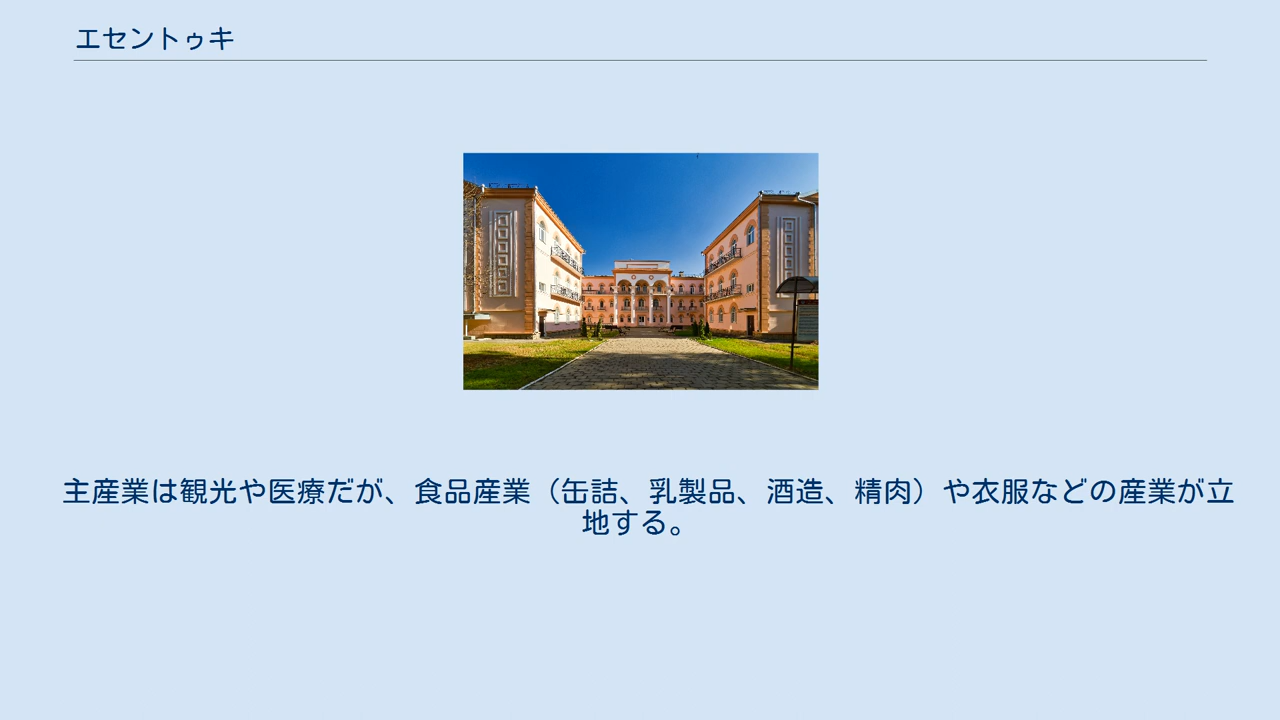 エセントゥキ
主産業は観光や医療だが、食品産業（缶詰、乳製品、酒造、精肉）や衣服などの産業が立
地する。